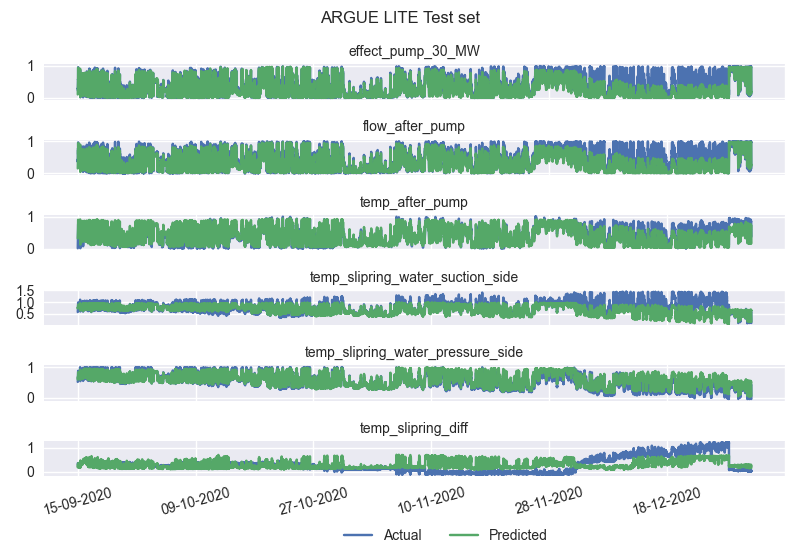 ARGUE LITE Test set
effect_pump_30_MW
1
0
flow_after_pump
1
0
temp_after_pump
1
0
temp_slipring_water_suction_side
1.5
1.0
0.5
temp_slipring_water_pressure_side
1
0
temp_slipring_diff
1
0
15-09-2020 09-10-2020 27-10-2020 10-11-2020 28-11-2020 18-12-2020
Actual Predicted